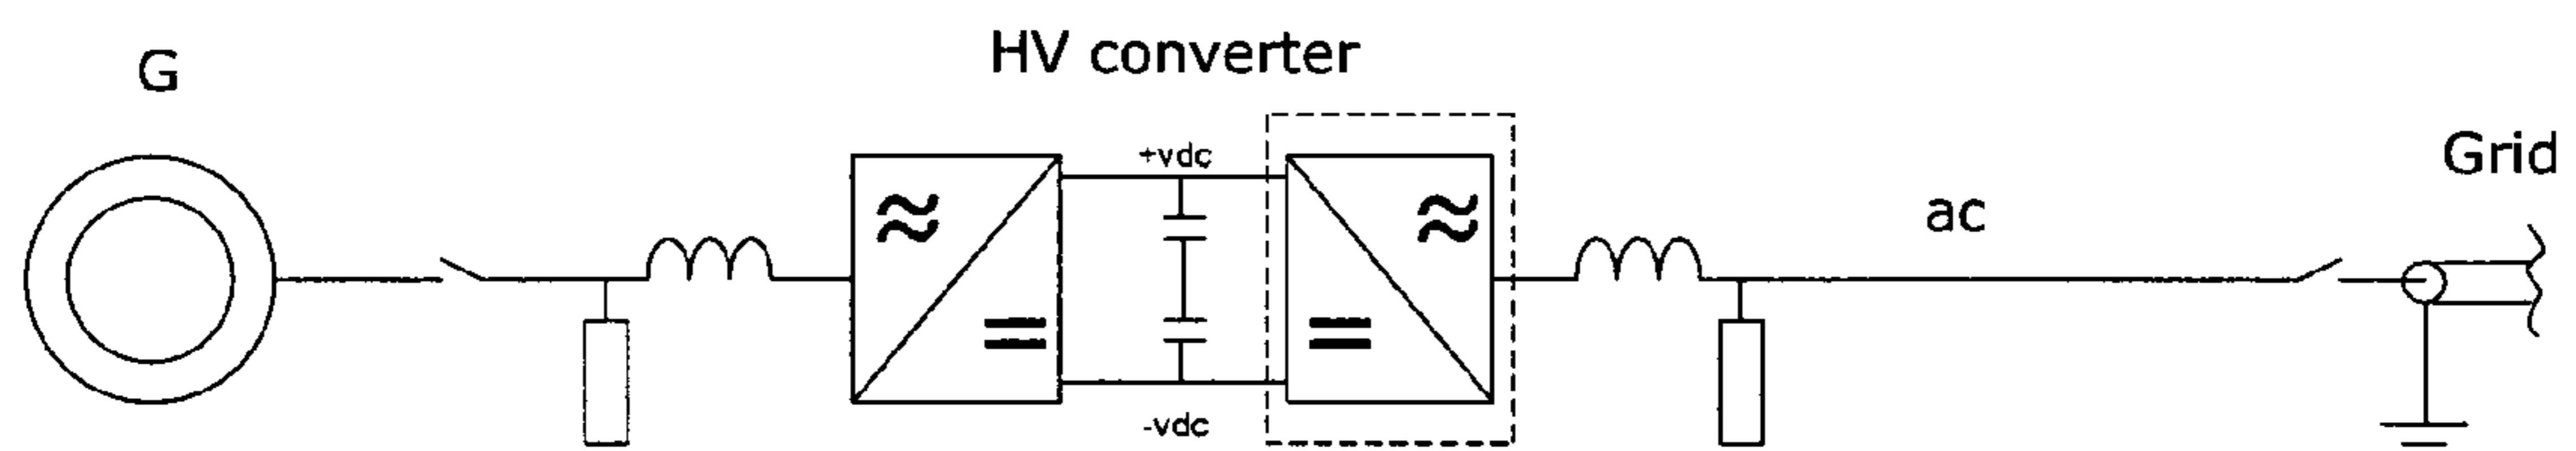 HV converter
G
Grid
+vdc
ac
-vdc